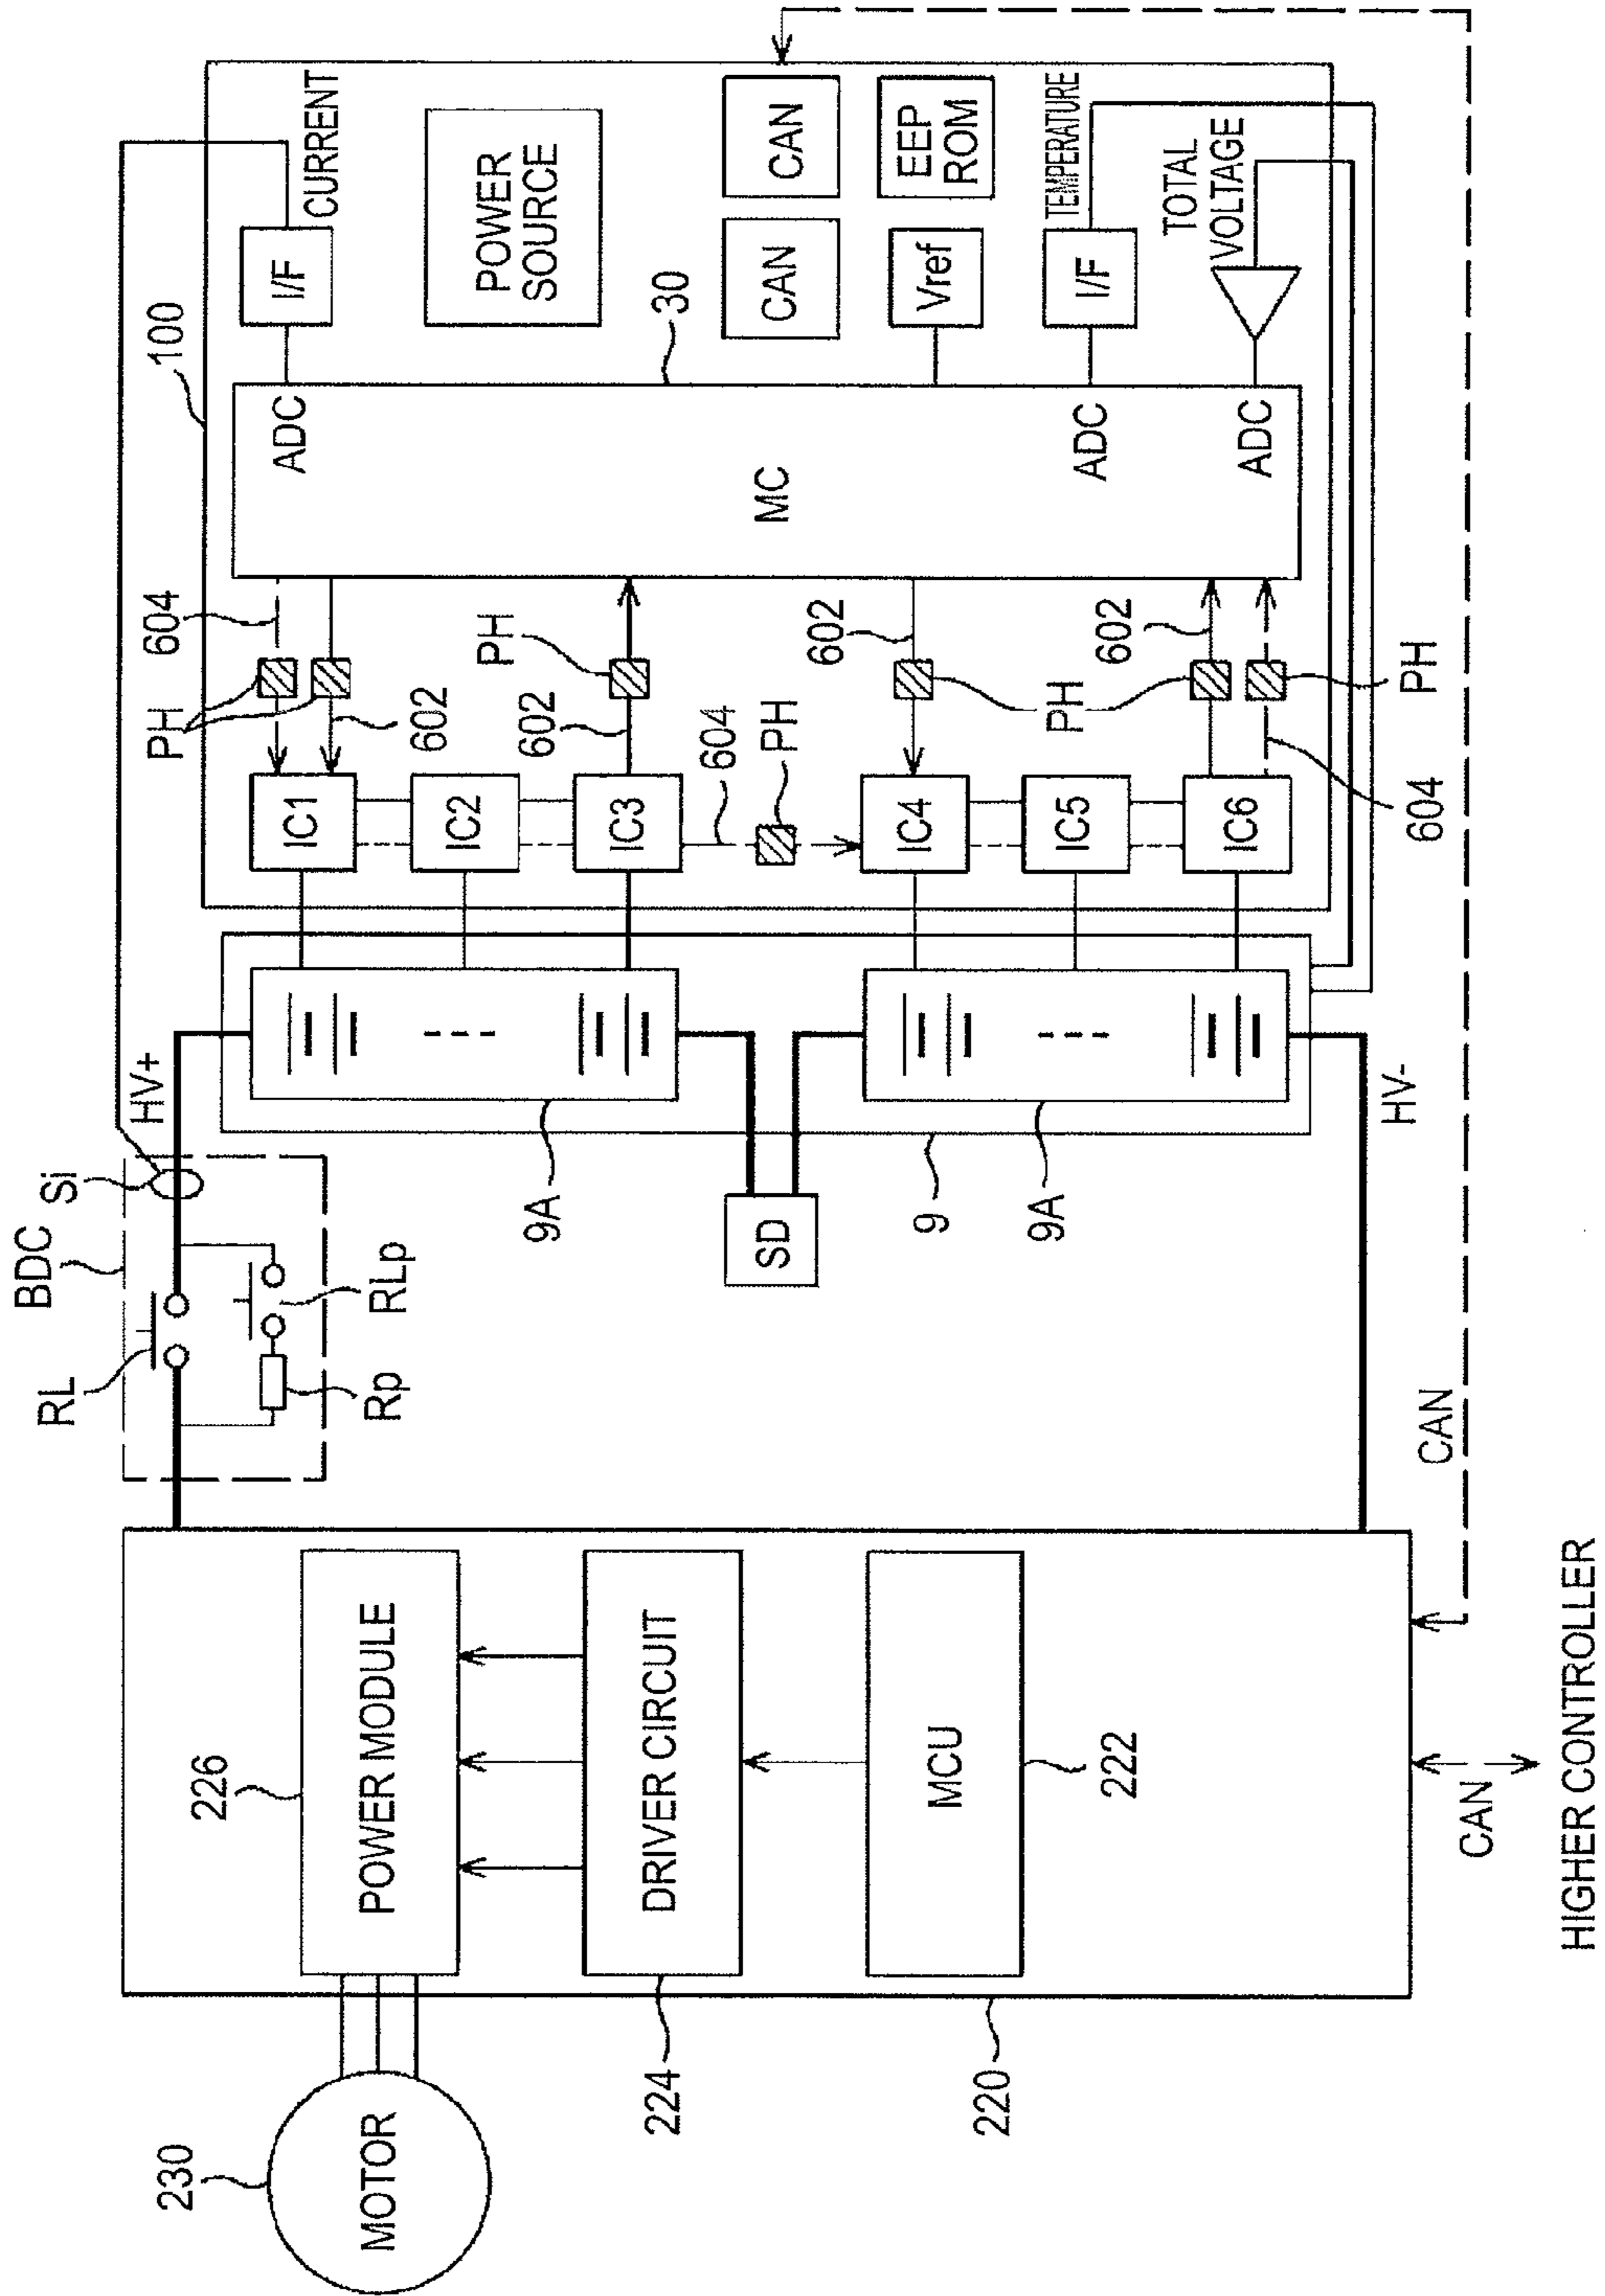 230
MOTOR
226
POWER MODULE
224
DRIVER CIRCUIT
MCU
222
220
CAN
HIGHER CONTROLLER
CAN
BDC
RL
Rp
RLp
Si
HV+
HV-
9A
SD
9
9A
100
PH
604
602
IC1
IC2
IC3
602
PH
604
PH
602
IC4
IC5
IC6
PH
602
PH
604
MC
30
ADC
ADC
ADC
I/F
CURRENT
POWER
SOURCE
CAN
CAN
Vref
EEP
ROM
I/F
TEMPERATURE
TOTAL
VOLTAGE